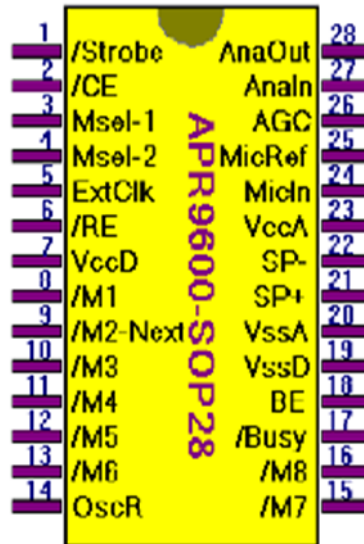 1 /Strobe AnaOut 28
2 /CE AnaIn 27
3 Msel-1 AGC 26
4 Msel-2 MicRef 25
5 ExtClk MicIn 24
6 /RE VccA 23
7 VccD SP- 22
8 /M1 SP+ 21
9 /M2-Next VssA 20
10 /M3 VssD 19
11 /M4 BE 18
12 /M5 /Busy 17
13 /M6 /M8 16
14 OscR /M7 15
APR9600-SOP28